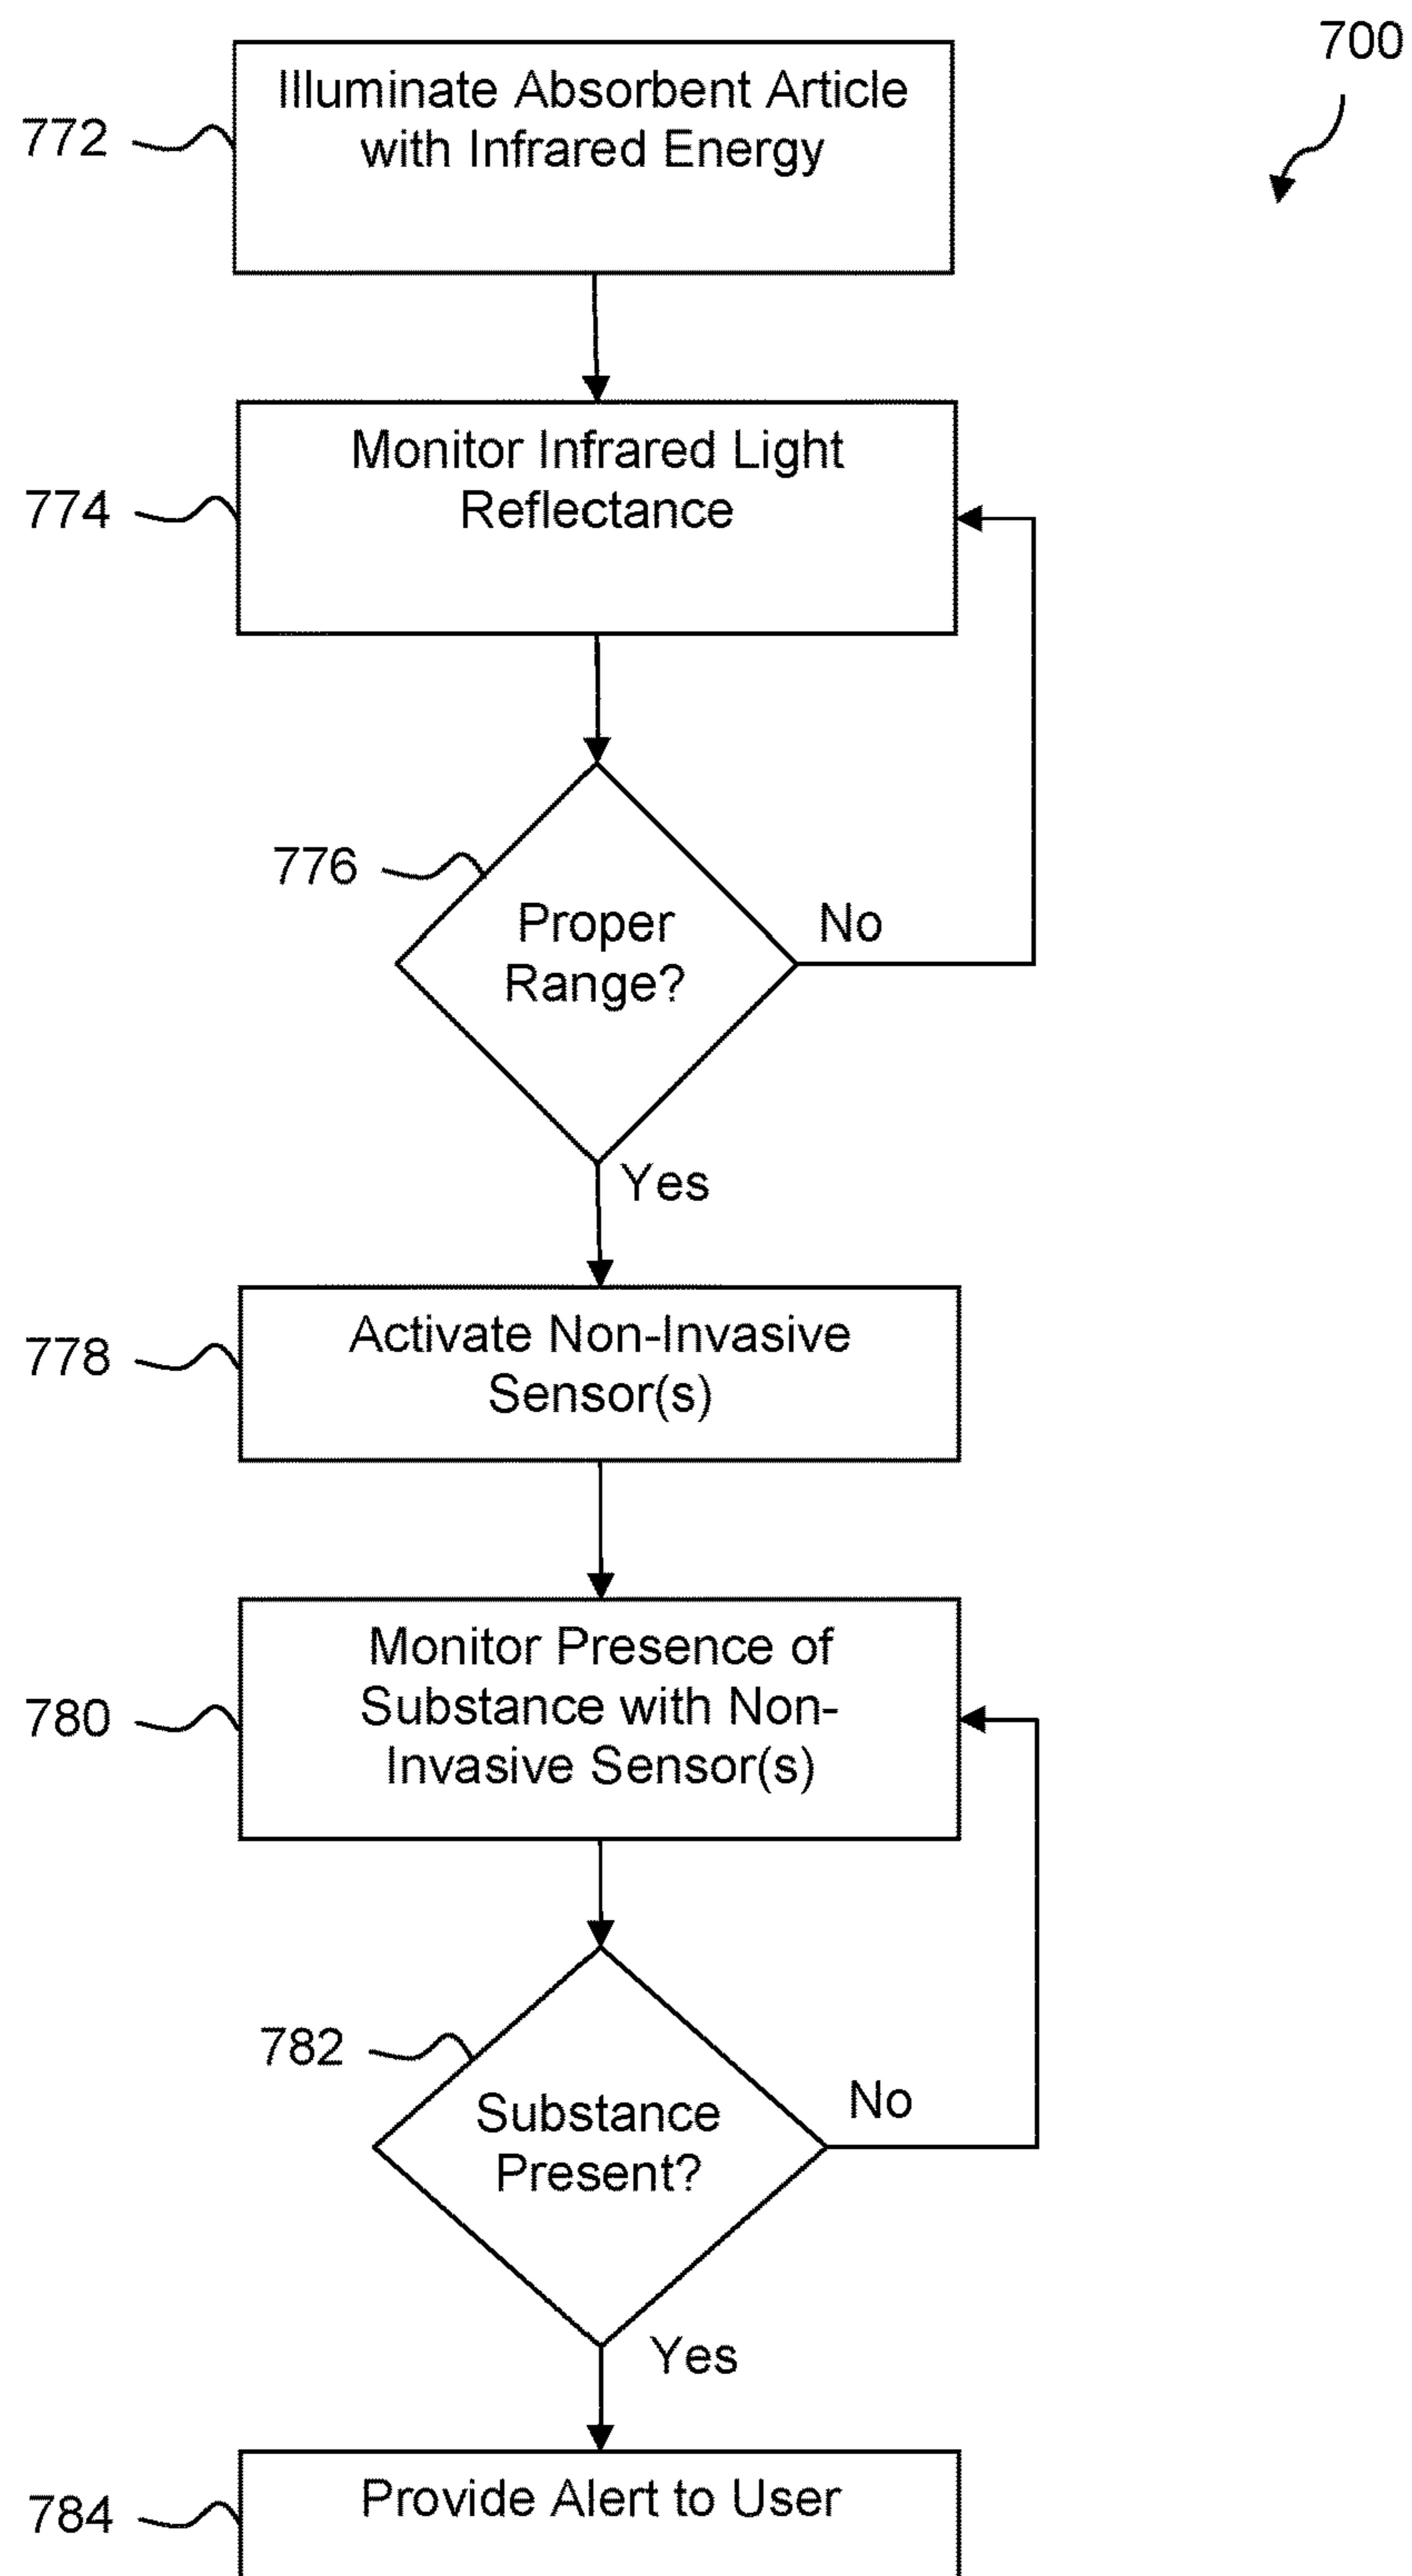 700
Illuminate Absorbent Article
with Infrared Energy
772
Monitor Infrared Light
Reflectance
774
776
Proper
Range?
No
Yes
Activate Non-Invasive
Sensor(s)
778
Monitor Presence of
Substance with Non-
Invasive Sensor(s)
780
782
Substance
Present?
No
Yes
Provide Alert to User
784